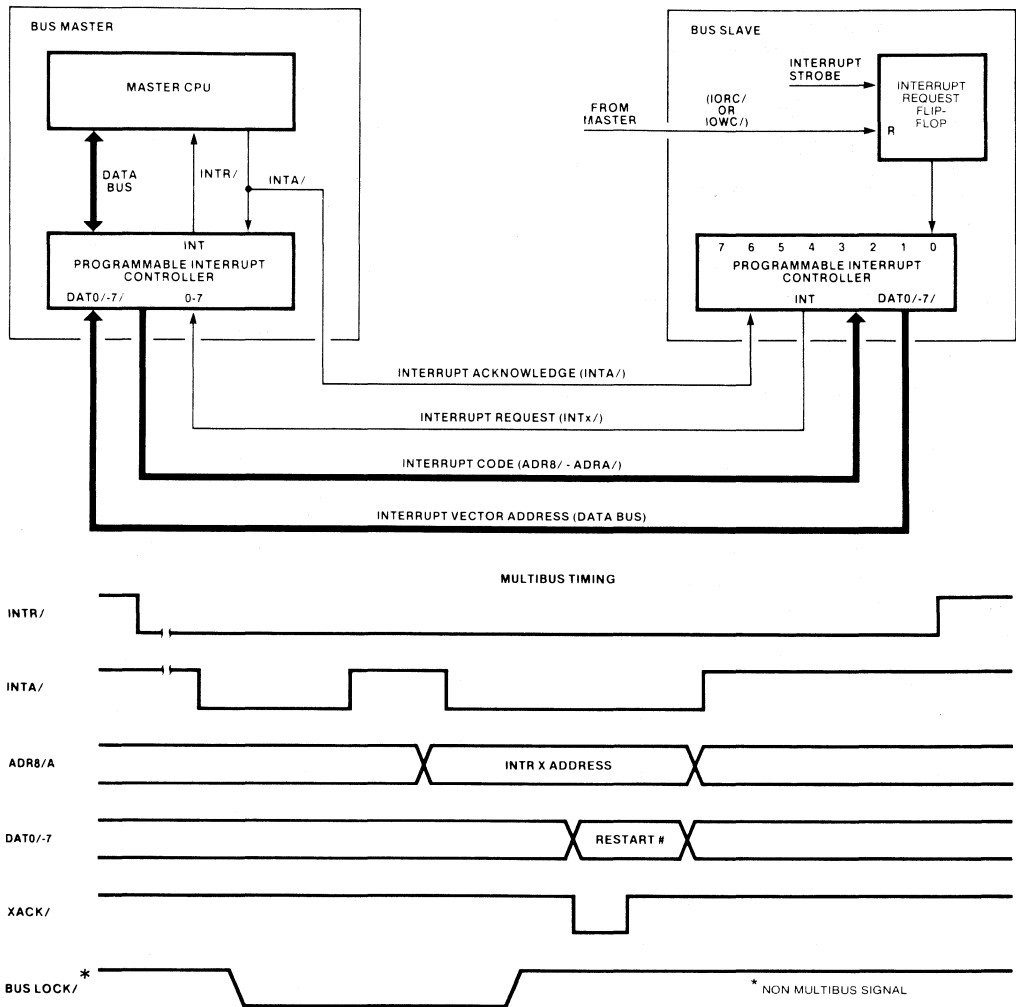 BUS MASTER
MASTER CPU
DATA
BUS
INTR/
INTA/
INT
PROGRAMMABLE INTERRUPT
CONTROLLER
DAT0/-7/ 0-7
BUS SLAVE
INTERRUPT
STROBE
INTERRUPT
REQUEST
FLIP-
FLOP
R
FROM
MASTER
(IORC/
OR
IOWC/)
7 6 5 4 3 2 1 0
PROGRAMMABLE INTERRUPT
CONTROLLER
INT DAT0/-7/
INTERRUPT ACKNOWLEDGE (INTA/)
INTERRUPT REQUEST (INTx/)
INTERRUPT CODE (ADR8/ - ADRA/)
INTERRUPT VECTOR ADDRESS (DATA BUS)
MULTIBUS TIMING
INTR/
INTA/
ADR8/A
INTR X ADDRESS
DAT0/-7
RESTART #
XACK/
BUS LOCK/ *
* NON MULTIBUS SIGNAL